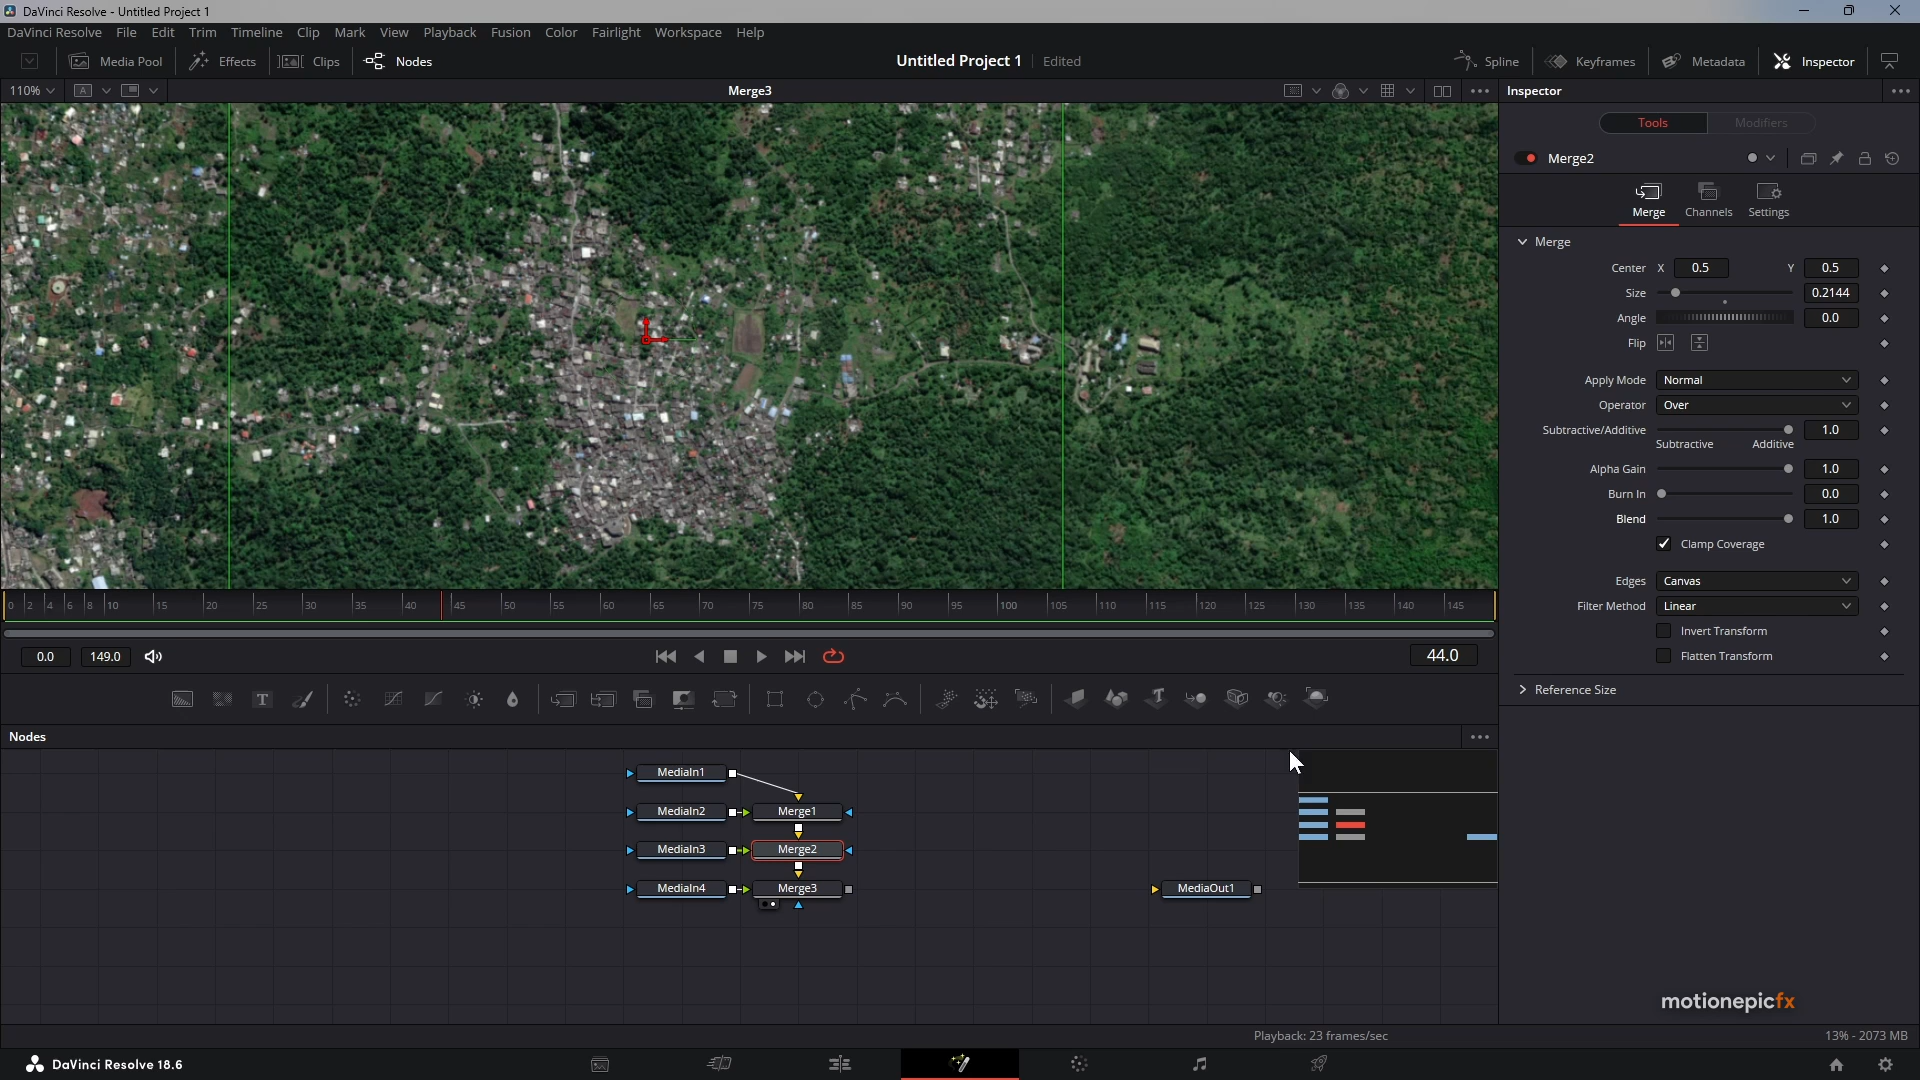 DaVinci Resolve - Untitled Project 1
DaVinci Resolve File Edit Trim Timeline Clip Mark View Playback Fusion Color Fairlight Workspace Help
Media Pool Effects Clips Nodes Untitled Project 1 Edited Spline Keyframes Metadata Inspector
110% A Merge3 Inspector
Tools Modifiers
Merge2
Merge Channels Settings
Merge
Center X 0.5 Y 0.5
Size 0.2144
Angle 0.0
Flip
Apply Mode Normal
Operator Over
Subtractive/Additive 1.0
Subtractive Additive
Alpha Gain 1.0
Burn In 0.0
Blend 1.0
Clamp Coverage
Edges Canvas
Filter Method Linear
Invert Transform
Flatten Transform
Reference Size
0 2 4 6 8 10 15 20 25 30 35 40 45 50 55 60 65 70 75 80 85 90 95 100 105 110 115 120 125 130 135 140 145
0.0 149.0 44.0
Nodes
MediaIn1
MediaIn2 Merge1
MediaIn3 Merge2
MediaIn4 Merge3 MediaOut1
motionepicfx
Playback: 23 frames/sec 13% - 2073 MB
DaVinci Resolve 18.6